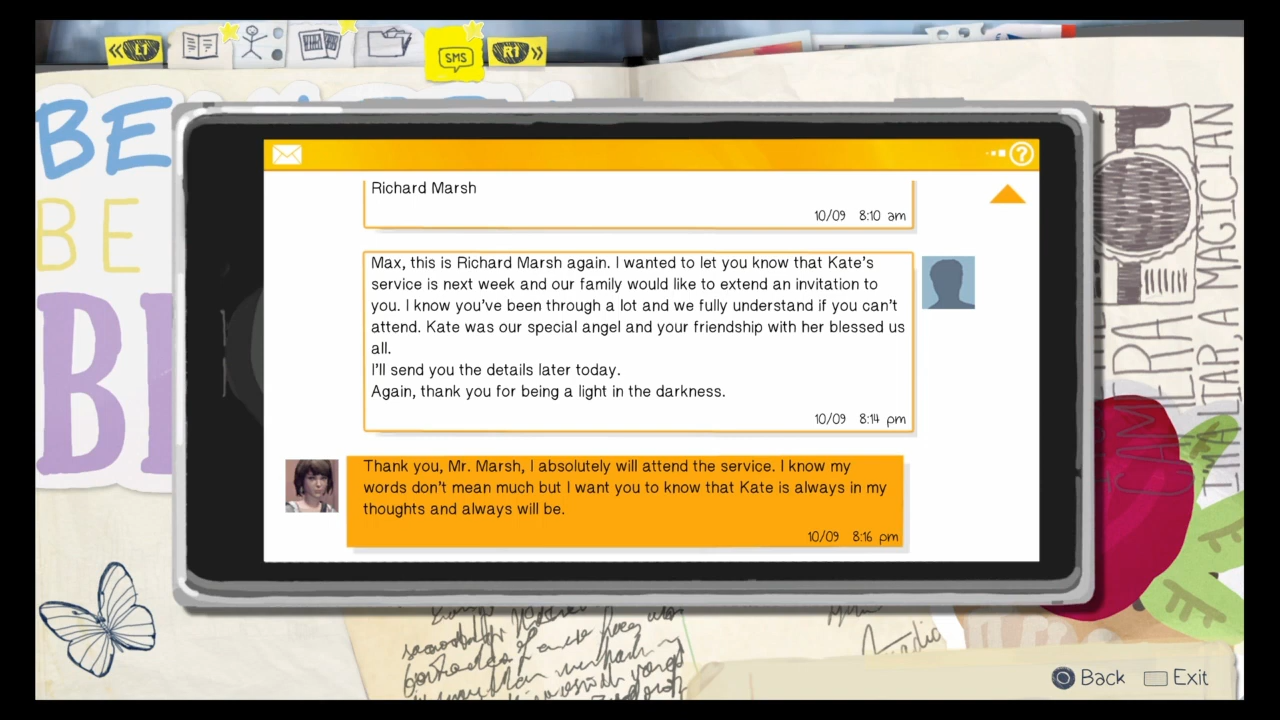 L1
SMS
R1
BE
BE
Richard Marsh
10/09 8:10 am
Max, this is Richard Marsh again. I wanted to let you know that Kate's
service is next week and our family would like to extend an invitation to
you. I know you've been through a lot and we fully understand if you can't
attend. Kate was our special angel and your friendship with her blessed us
all.
I'll send you the details later today.
Again, thank you for being a light in the darkness.
10/09 8:14 pm
Thank you, Mr. Marsh, I absolutely will attend the service. I know my
words don't mean much but I want you to know that Kate is always in my
thoughts and always will be.
10/09 8:16 pm
CAMERA
LIAR, A MAGICIAN
Back
Exit